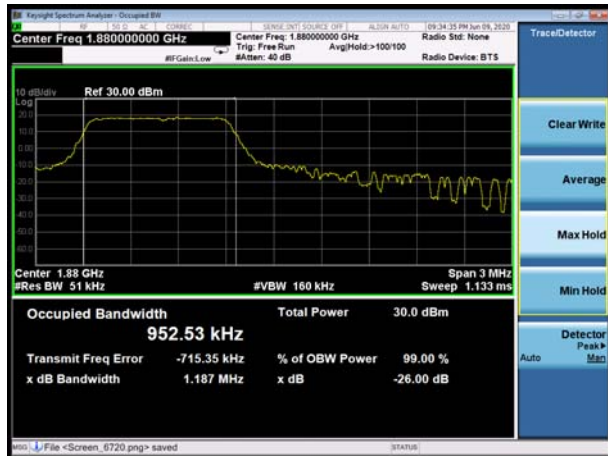 Keysight Spectrum Analyzer - Occupied BW
RF 50 Ω AC CORREC SENSE:INT SOURCE OFF ALIGN AUTO 09:34:35 PM Jun 09, 2020
Center Freq 1.880000000 GHz Center Freq: 1.880000000 GHz Radio Std: None
Trig: Free Run Avg|Hold:>100/100
#IFGain:Low #Atten: 40 dB Radio Device: BTS
Trace/Detector
10 dB/div Ref 30.00 dBm
Log
20.0
10.0
0.00
-10.0
-20.0
-30.0
-40.0
-50.0
-60.0
Center 1.88 GHz Span 3 MHz
#Res BW 51 kHz #VBW 160 kHz Sweep 1.133 ms
Occupied Bandwidth Total Power 30.0 dBm
952.53 kHz
Transmit Freq Error -715.35 kHz % of OBW Power 99.00 %
x dB Bandwidth 1.187 MHz x dB -26.00 dB
Clear Write
Average
Max Hold
Min Hold
Detector
Peak▶
Auto Man
MSG File <Screen_6720.png> saved STATUS